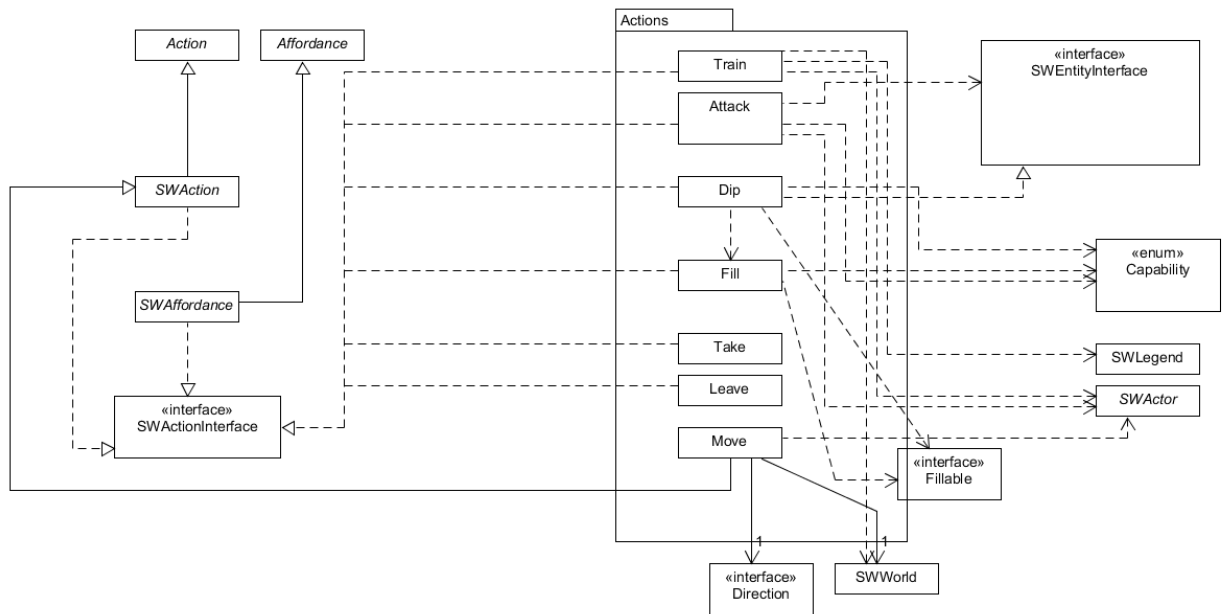 Actions
Action
Affordance
Train
«interface»
SWEntityInterface
Attack
SWAction
Dip
«enum»
Capability
Fill
SWAffordance
Take
SWLegend
Leave
SWActor
«interface»
SWActionInterface
Move
«interface»
Fillable
1
1
«interface»
Direction
SWWorld